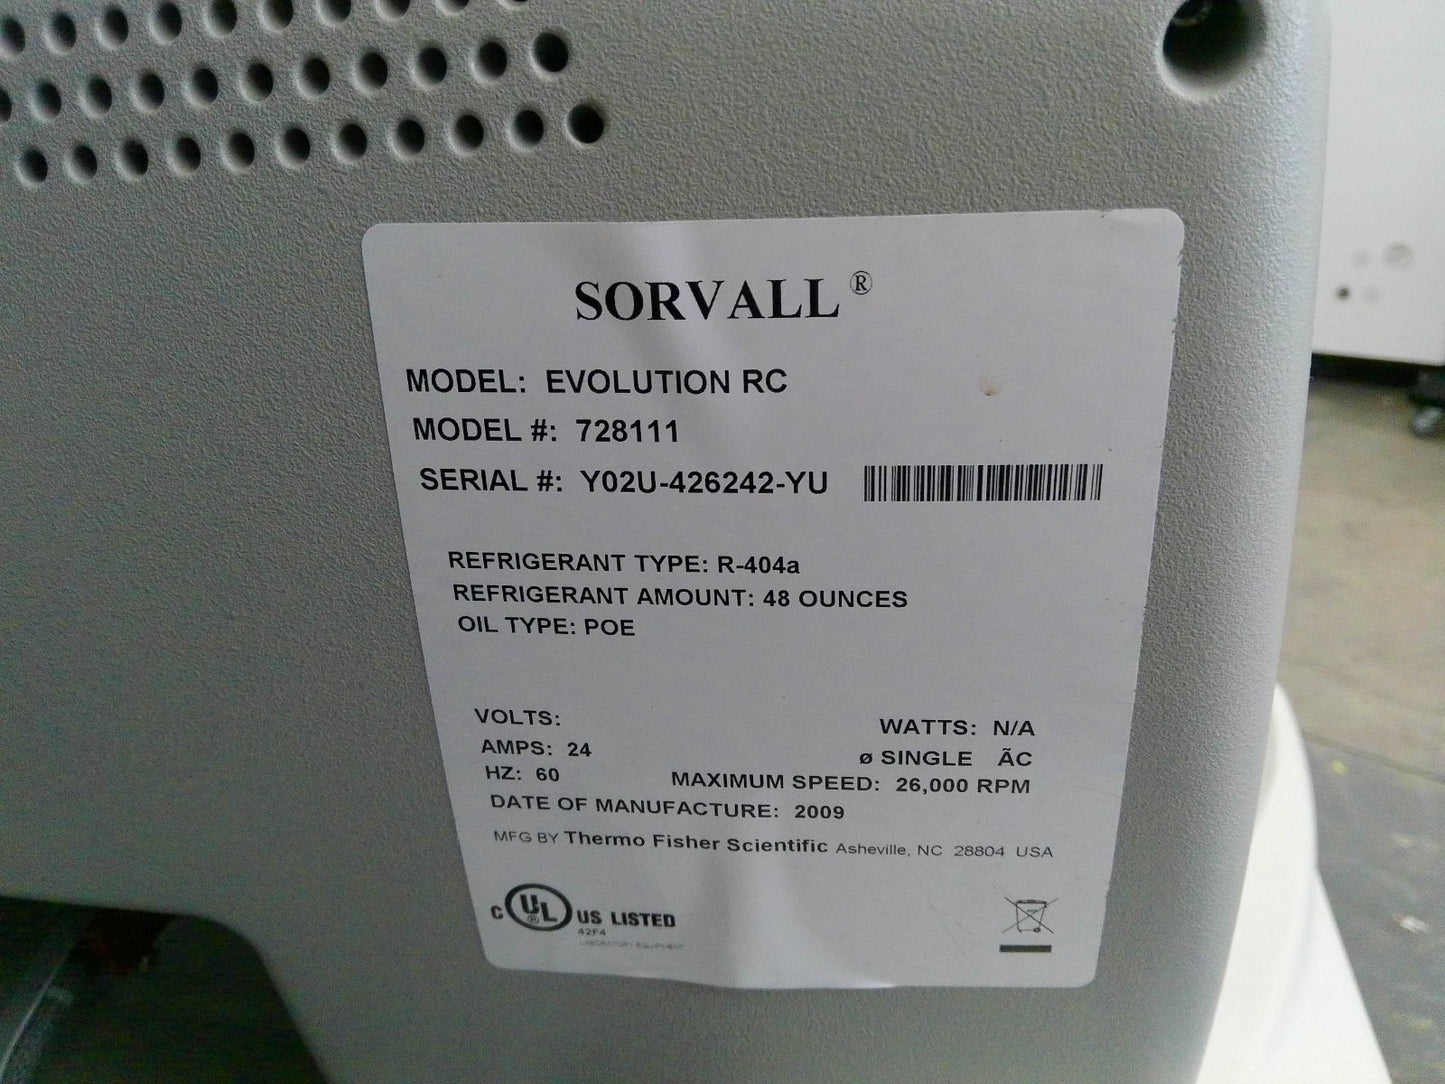 SORVALL ®
MODEL: EVOLUTION RC
MODEL #: 728111
SERIAL #: Y02U-426242-YU
REFRIGERANT TYPE: R-404a
REFRIGERANT AMOUNT: 48 OUNCES
OIL TYPE: POE
VOLTS:
WATTS: N/A
AMPS: 24
ø SINGLE ÃC
HZ: 60
MAXIMUM SPEED: 26,000 RPM
DATE OF MANUFACTURE: 2009
MFG BY Thermo Fisher Scientific Asheville, NC 28804 USA
C UL ® US LISTED
42F4
LABORATORY EQUIPMENT